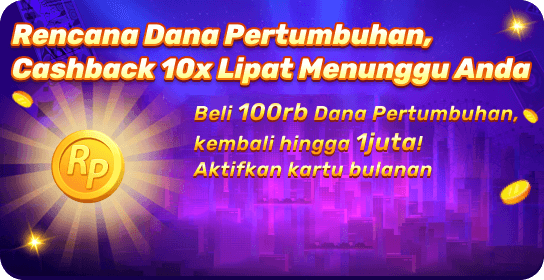 Rencana Dana Pertumbuhan,
Cashback 10x Lipat Menunggu Anda
Beli 100rb Dana Pertumbuhan,
kembali hingga 1juta!
Aktifkan kartu bulanan
Rp